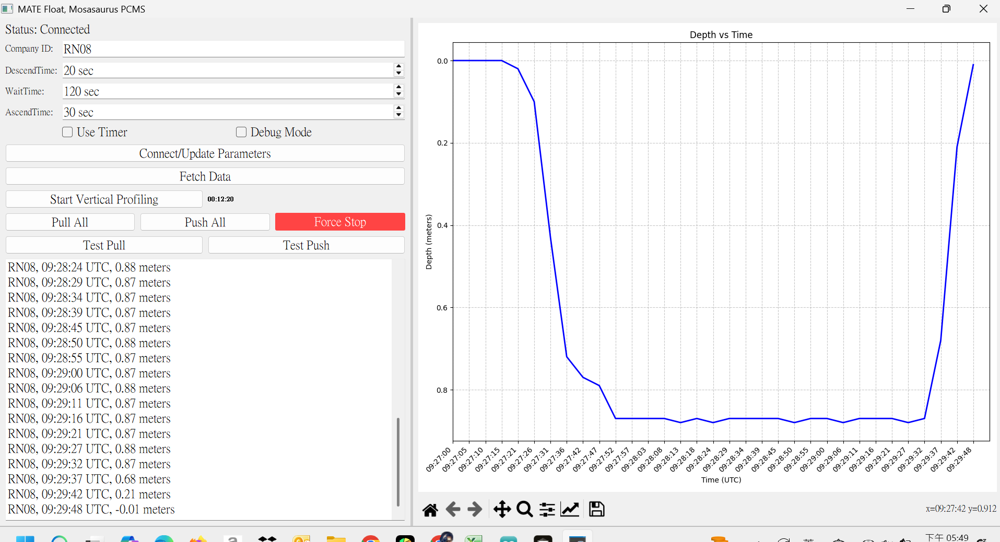 MATE Float, Mosasaurus PCMS
Status: Connected
Company ID: RN08
DescendTime: 20 sec
WaitTime: 120 sec
AscendTime: 30 sec
Use Timer Debug Mode
Connect/Update Parameters
Fetch Data
Start Vertical Profiling 00:12:20
Pull All Push All Force Stop
Test Pull Test Push
RN08, 09:28:24 UTC, 0.88 meters
RN08, 09:28:29 UTC, 0.87 meters
RN08, 09:28:34 UTC, 0.87 meters
RN08, 09:28:39 UTC, 0.87 meters
RN08, 09:28:45 UTC, 0.87 meters
RN08, 09:28:50 UTC, 0.88 meters
RN08, 09:28:55 UTC, 0.87 meters
RN08, 09:29:00 UTC, 0.87 meters
RN08, 09:29:06 UTC, 0.88 meters
RN08, 09:29:11 UTC, 0.87 meters
RN08, 09:29:16 UTC, 0.87 meters
RN08, 09:29:21 UTC, 0.87 meters
RN08, 09:29:27 UTC, 0.88 meters
RN08, 09:29:32 UTC, 0.87 meters
RN08, 09:29:37 UTC, 0.68 meters
RN08, 09:29:42 UTC, 0.21 meters
RN08, 09:29:48 UTC, -0.01 meters
Depth vs Time
Depth (meters)
0.0
0.2
0.4
0.6
0.8
09:27:00
09:27:05
09:27:10
09:27:15
09:27:21
09:27:26
09:27:31
09:27:36
09:27:42
09:27:47
09:27:52
09:27:57
09:28:03
09:28:08
09:28:13
09:28:18
09:28:24
09:28:29
09:28:34
09:28:39
09:28:45
09:28:50
09:28:55
09:29:00
09:29:06
09:29:11
09:29:16
09:29:21
09:29:27
09:29:32
09:29:37
09:29:42
09:29:48
Time (UTC)
x=09:27:42 y=0.912
下午 05:49